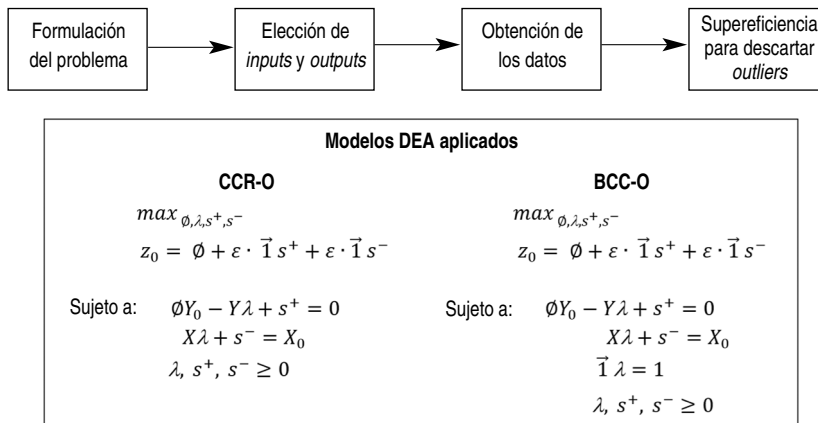 Formulación
del problema
Elección de
inputs y outputs
Obtención de
los datos
Supereficiencia
para descartar
outliers
Modelos DEA aplicados
CCR-O
max ∅,λ,s⁺,s⁻
z₀ = ∅ + ε · 1⃗ s⁺ + ε · 1⃗ s⁻
Sujeto a: ∅Y₀ − Yλ + s⁺ = 0
Xλ + s⁻ = X₀
λ, s⁺, s⁻ ≥ 0
BCC-O
max ∅,λ,s⁺,s⁻
z₀ = ∅ + ε · 1⃗ s⁺ + ε · 1⃗ s⁻
Sujeto a: ∅Y₀ − Yλ + s⁺ = 0
Xλ + s⁻ = X₀
1⃗ λ = 1
λ, s⁺, s⁻ ≥ 0